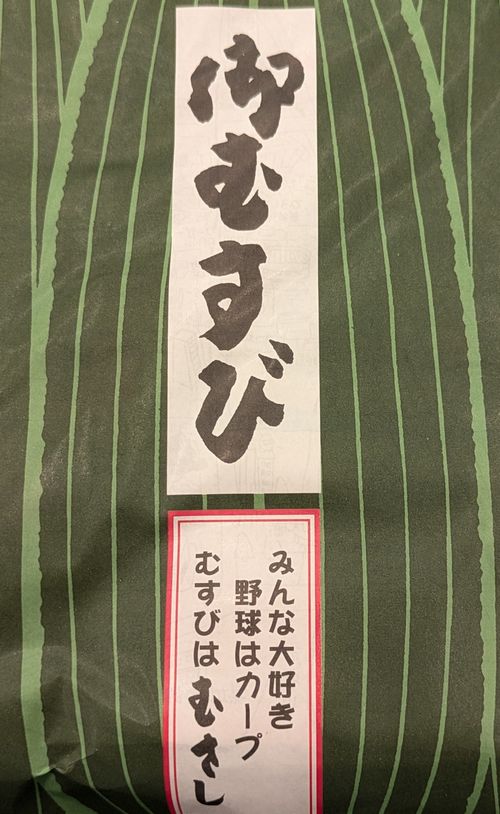 御むすび
みんな大好き
野球はカープ
むすびはむさし